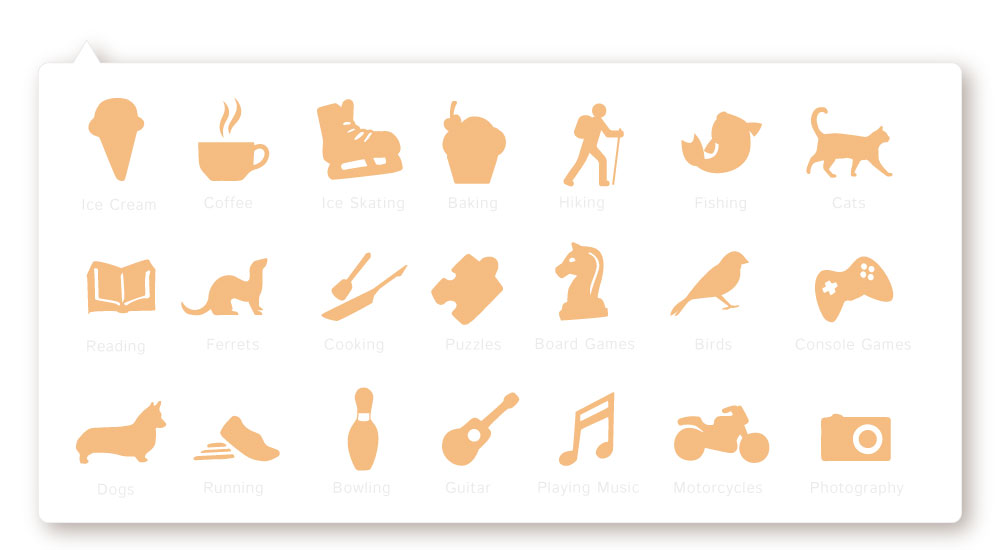 Ice Cream
Coffee
Ice Skating
Baking
Hiking
Fishing
Cats
Reading
Ferrets
Cooking
Puzzles
Board Games
Birds
Console Games
Dogs
Running
Bowling
Guitar
Playing Music
Motorcycles
Photography